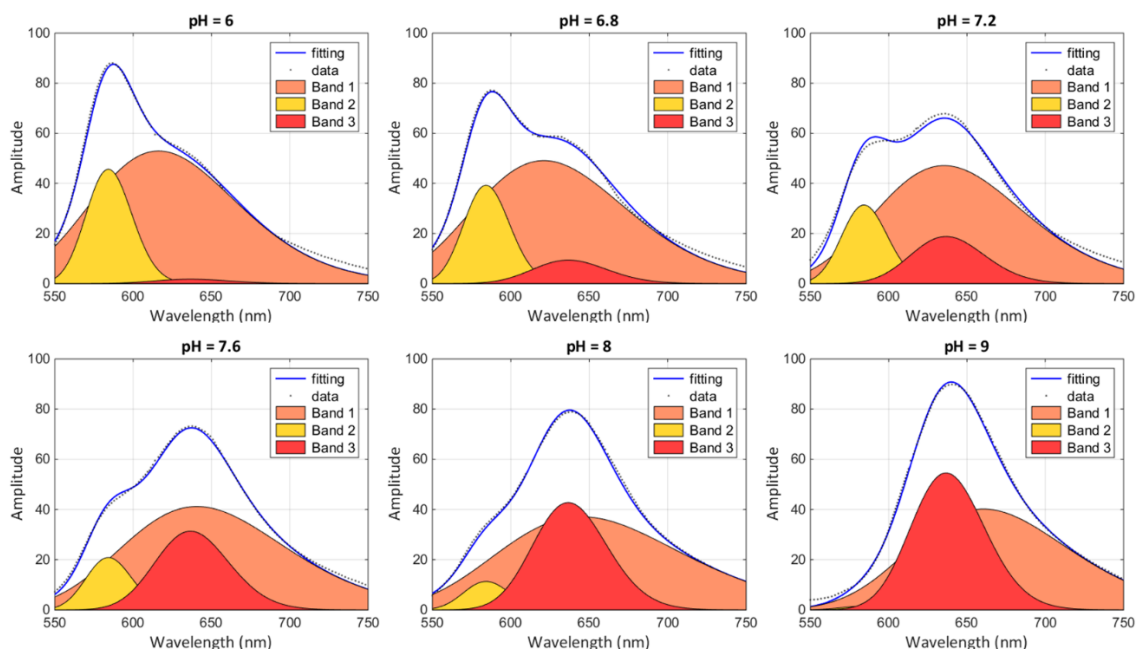 pH = 6
100
80
60
40
20
0
Amplitude
550 600 650 700 750
Wavelength (nm)
fitting
data
Band 1
Band 2
Band 3
pH = 6.8
100
80
60
40
20
0
Amplitude
550 600 650 700 750
Wavelength (nm)
fitting
data
Band 1
Band 2
Band 3
pH = 7.2
100
80
60
40
20
0
Amplitude
550 600 650 700 750
Wavelength (nm)
fitting
data
Band 1
Band 2
Band 3
pH = 7.6
100
80
60
40
20
0
Amplitude
550 600 650 700 750
Wavelength (nm)
fitting
data
Band 1
Band 2
Band 3
pH = 8
100
80
60
40
20
0
Amplitude
550 600 650 700 750
Wavelength (nm)
fitting
data
Band 1
Band 2
Band 3
pH = 9
100
80
60
40
20
0
Amplitude
550 600 650 700 750
Wavelength (nm)
fitting
data
Band 1
Band 2
Band 3